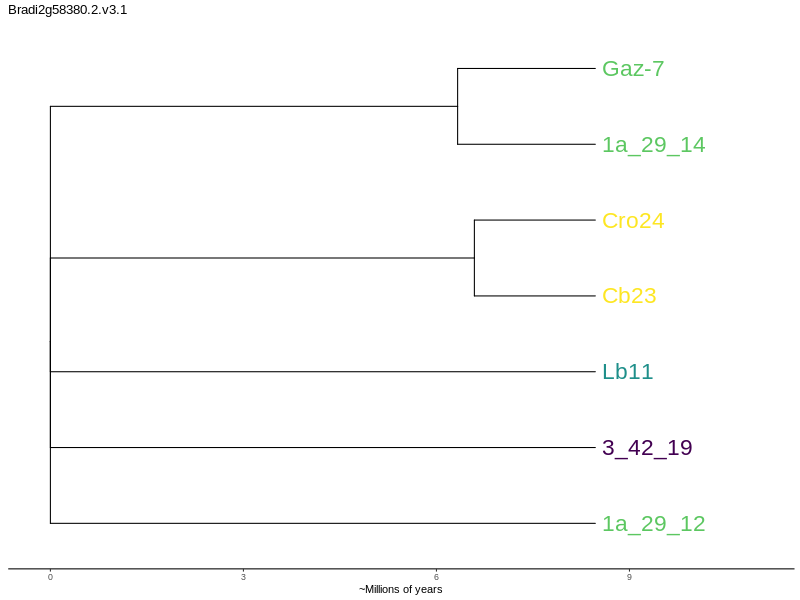 Bradi2g58380.2.v3.1
Gaz-7
1a_29_14
Cro24
Cb23
Lb11
3_42_19
1a_29_12
0 3 6 9
~Millions of years